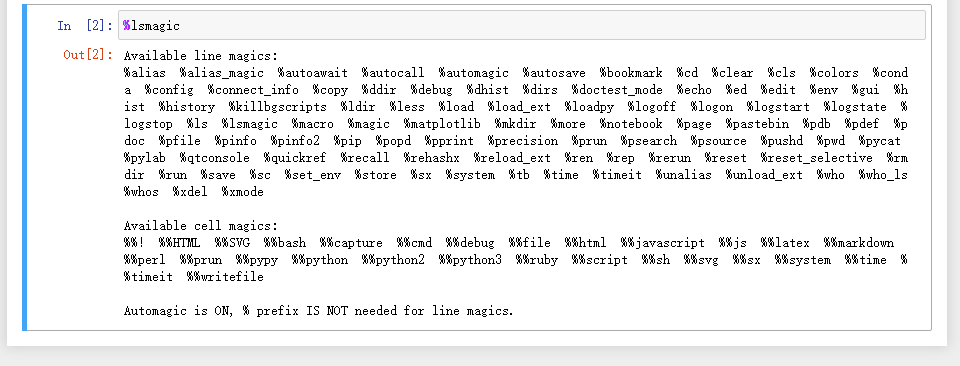 In [2]: %lsmagic
Out[2]: Available line magics:
%alias %alias_magic %autoawait %autocall %automagic %autosave %bookmark %cd %clear %cls %colors %cond
a %config %connect_info %copy %ddir %debug %dhist %dirs %doctest_mode %echo %ed %edit %env %gui %h
ist %history %killbgscripts %ldir %less %load %load_ext %loadpy %logoff %logon %logstart %logstate %
logstop %ls %lsmagic %macro %magic %matplotlib %mkdir %more %notebook %page %pastebin %pdb %pdef %p
doc %pfile %pinfo %pinfo2 %pip %popd %pprint %precision %prun %psearch %psource %pushd %pwd %pycat
%pylab %qtconsole %quickref %recall %rehashx %reload_ext %ren %rep %rerun %reset %reset_selective %rm
dir %run %save %sc %set_env %store %sx %system %tb %time %timeit %unalias %unload_ext %who %who_ls
%whos %xdel %xmode
Available cell magics:
%%! %%HTML %%SVG %%bash %%capture %%cmd %%debug %%file %%html %%javascript %%js %%latex %%markdown
%%perl %%prun %%pypy %%python %%python2 %%python3 %%ruby %%script %%sh %%svg %%sx %%system %%time %
%timeit %%writefile
Automagic is ON, % prefix IS NOT needed for line magics.